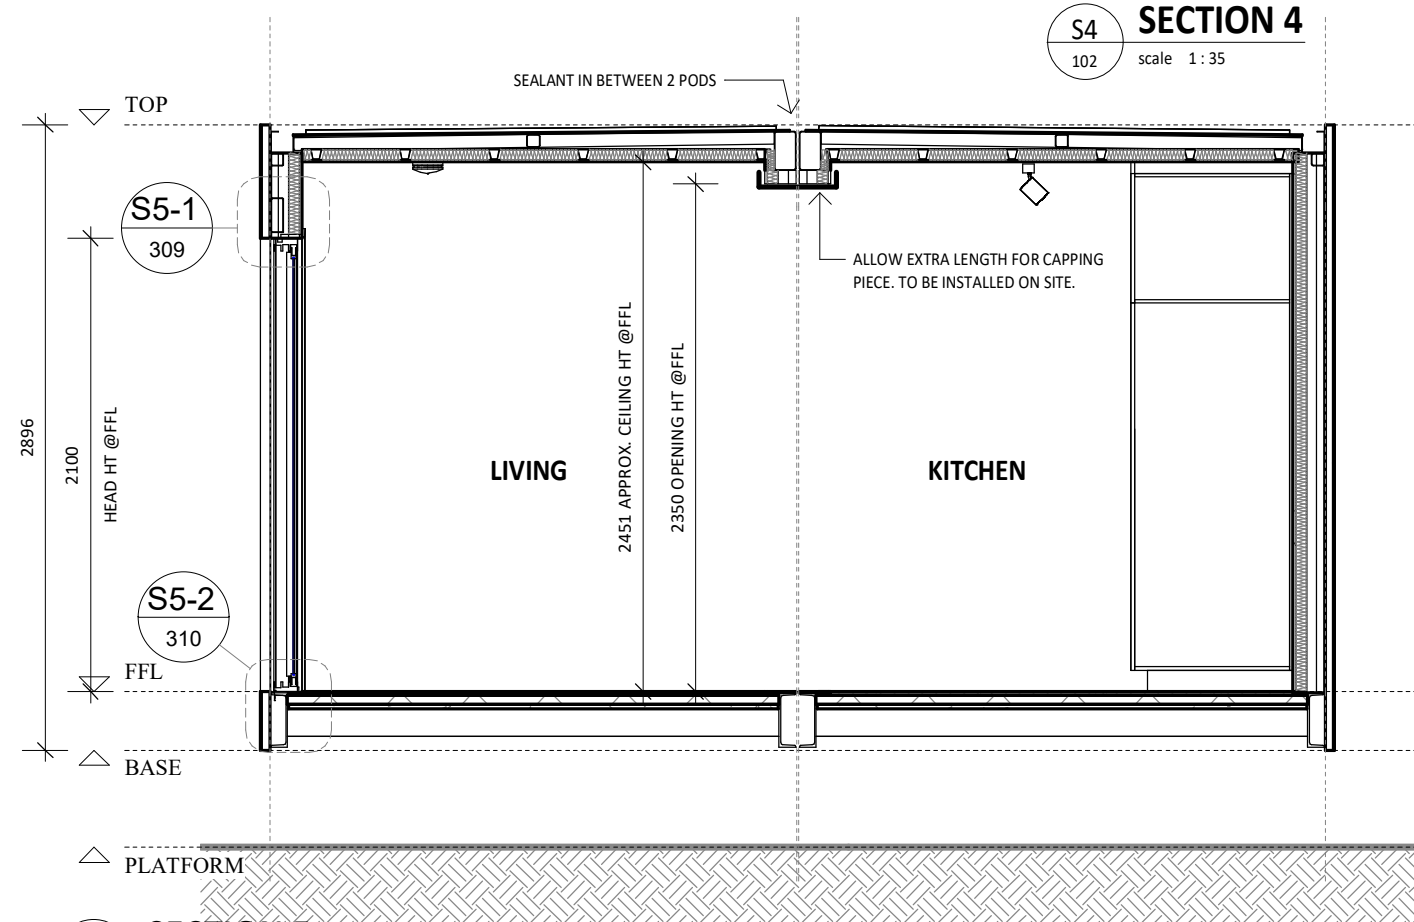 S4
102
SECTION 4
scale 1 : 35
SEALANT IN BETWEEN 2 PODS
TOP
S5-1
309
ALLOW EXTRA LENGTH FOR CAPPING
PIECE. TO BE INSTALLED ON SITE.
2896
2100
HEAD HT @FFL
2451 APPROX. CEILING HT @FFL
2350 OPENING HT @FFL
LIVING
KITCHEN
S5-2
310
FFL
BASE
PLATFORM